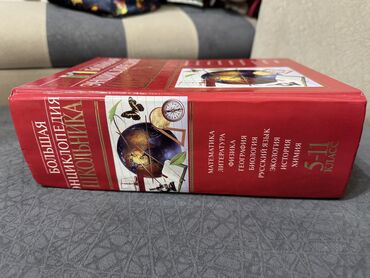 БОЛЬШАЯ
ЭНЦИКЛОПЕДИЯ
ШКОЛЬНИКА
МАТЕМАТИКА
ЛИТЕРАТУРА
ФИЗИКА
ГЕОГРАФИЯ
БИОЛОГИЯ
РУССКИЙ ЯЗЫК
ЭКОЛОГИЯ
ИСТОРИЯ
ХИМИЯ
5-11
КЛАСС